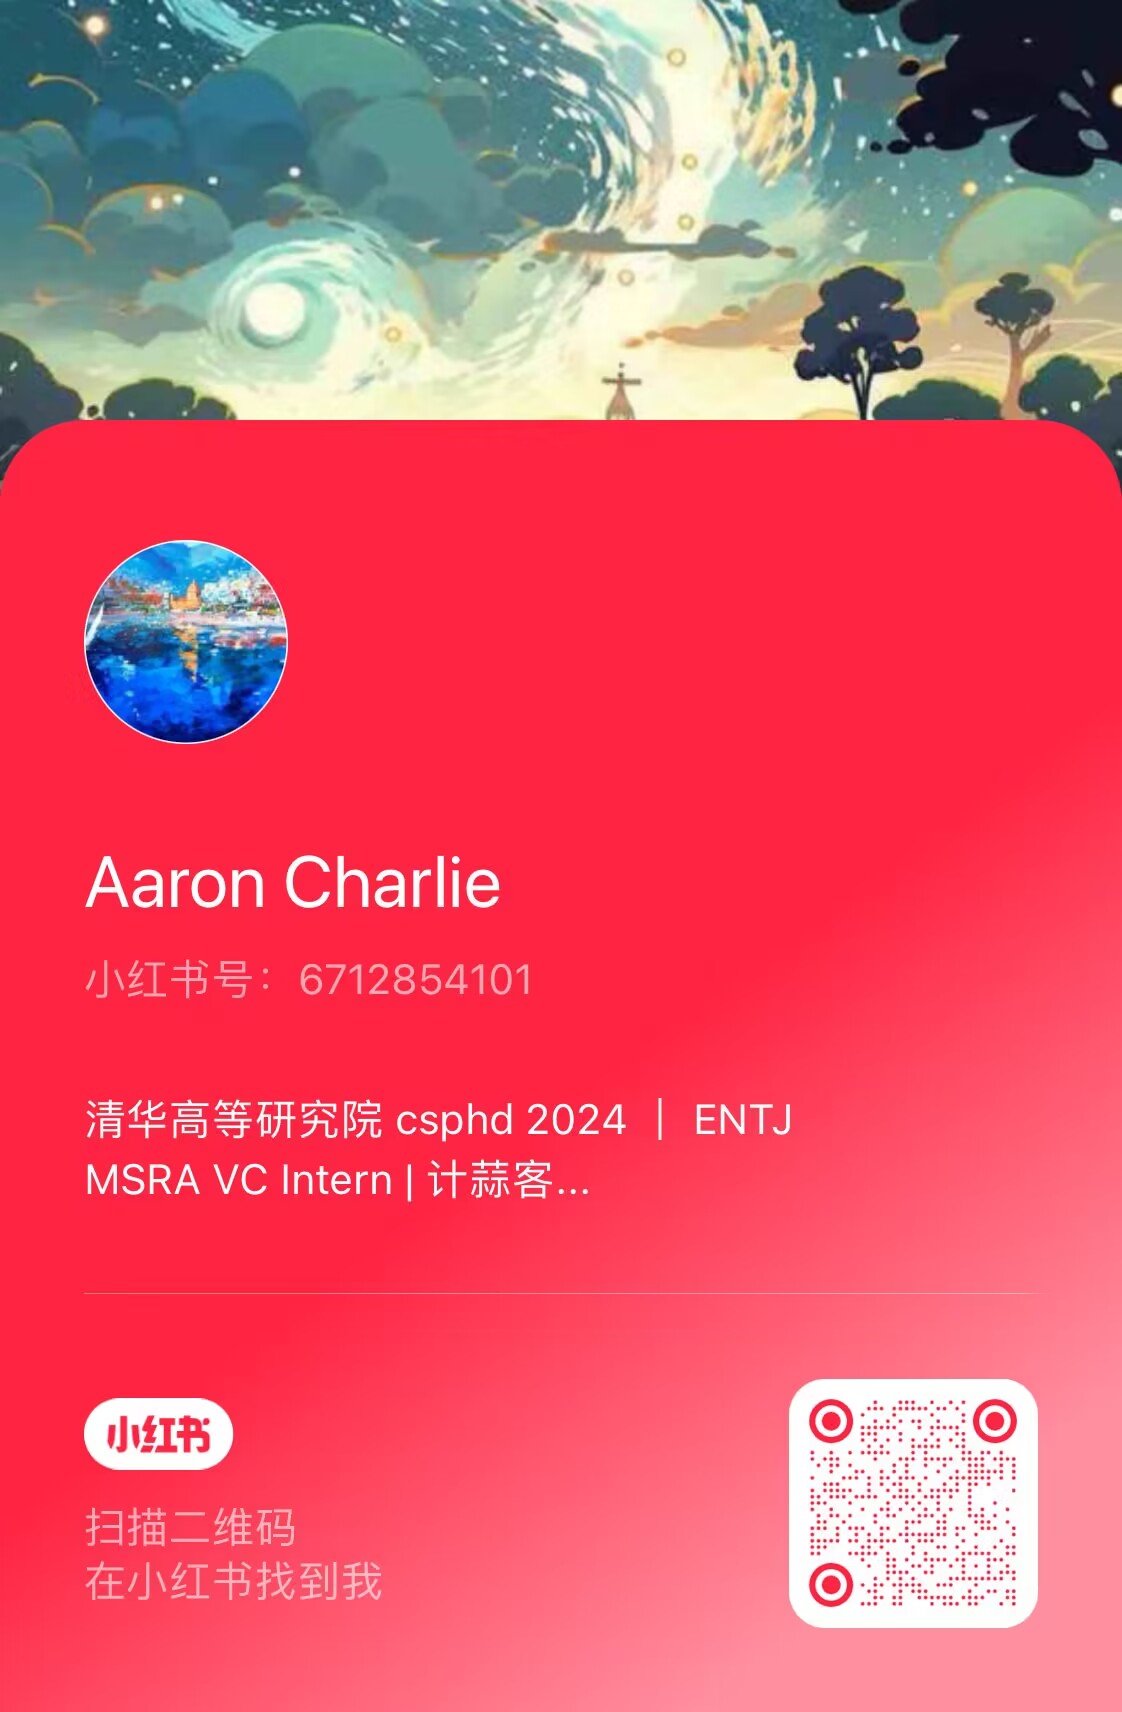 Aaron Charlie
小红书号：6712854101
清华高等研究院 csphd 2024 ｜ ENTJ
MSRA VC Intern | 计蒜客...
小红书
扫描二维码
在小红书找到我